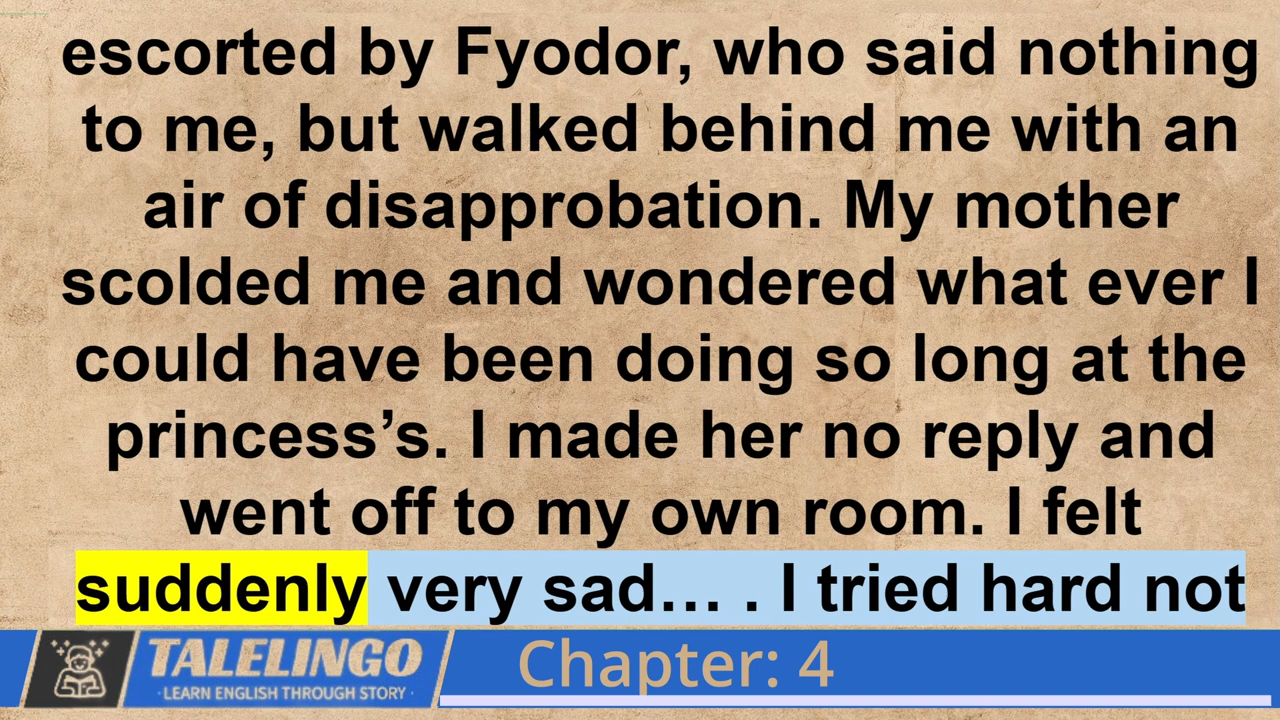 escorted by Fyodor, who said nothing
to me, but walked behind me with an
air of disapprobation. My mother
scolded me and wondered what ever I
could have been doing so long at the
princess’s. I made her no reply and
went off to my own room. I felt
suddenly very sad… . I tried hard not
TALELINGO
· LEARN ENGLISH THROUGH STORY ·
Chapter: 4